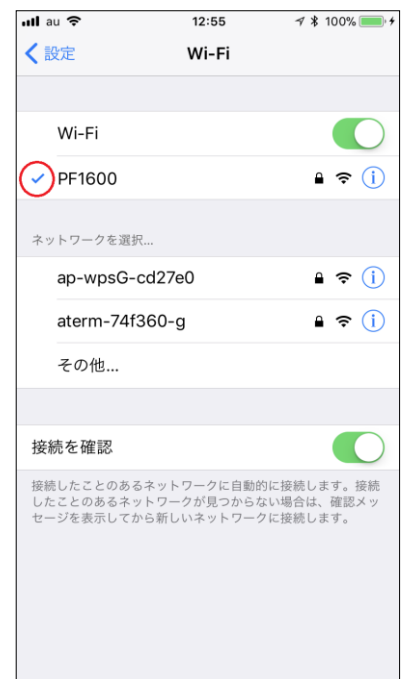 au 12:55 100%
設定 Wi-Fi
Wi-Fi
PF1600
ネットワークを選択...
ap-wpsG-cd27e0
aterm-74f360-g
その他...
接続を確認
接続したことのあるネットワークに自動的に接続します。接続
したことのあるネットワークが見つからない場合は、確認メッ
セージを表示してから新しいネットワークに接続します。